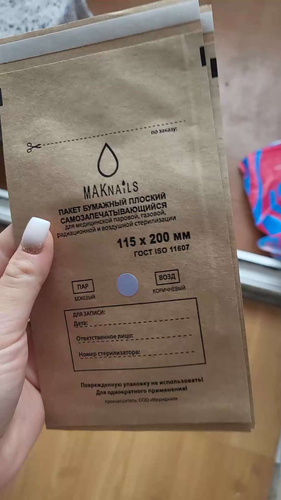 по заказу:
MAKnails
ПАКЕТ БУМАЖНЫЙ ПЛОСКИЙ
САМОЗАПЕЧАТЫВАЮЩИЙСЯ
для медицинской паровой, газовой,
радиационной и воздушной стерилизации
115 x 200 мм
ГОСТ ISO 11607
ПАР
ВОЗД
БЕЖЕВЫЙ
КОРИЧНЕВЫЙ
ДЛЯ ЗАПИСИ:
Дата:
Ответственное лицо:
Номер стерилизатора:
Поврежденную упаковку не использовать!
Для однократного применения!
производитель: